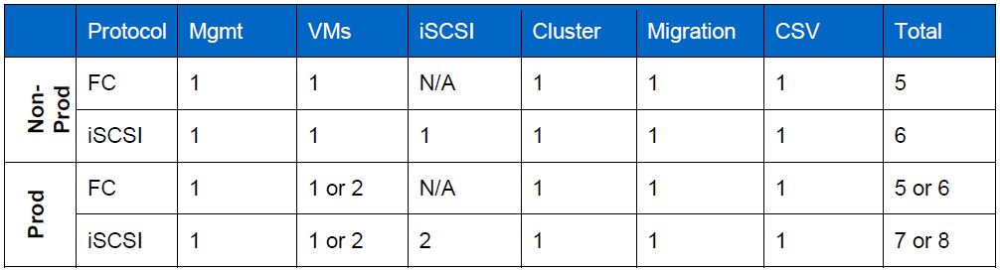 Protocol Mgmt VMs iSCSI Cluster Migration CSV Total
Non-
Prod
FC 1 1 N/A 1 1 1 5
iSCSI 1 1 1 1 1 1 6
Prod
FC 1 1 or 2 N/A 1 1 1 5 or 6
iSCSI 1 1 or 2 2 1 1 1 7 or 8